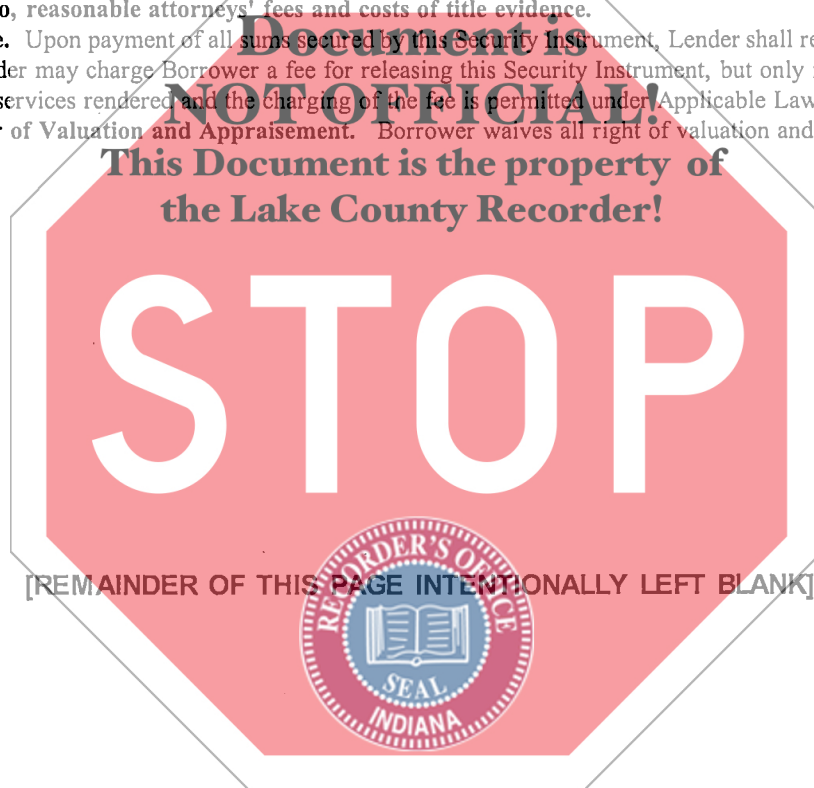 o, reasonable attorneys' fees and costs of title evidence.
Document is
e. Upon payment of all sums secured by this Security Instrument, Lender shall re
der may charge Borrower a fee for releasing this Security Instrument, but only
NOT OFFICIAL!
services rendered and the charging of the fee is permitted under Applicable Law
r of Valuation and Appraisement. Borrower waives all right of valuation and
This Document is the property of
the Lake County Recorder!
STOP
RECORDER'S OFFICE
[REMAINDER OF THIS PAGE INTENTIONALLY LEFT BLANK]
SEAL
INDIANA